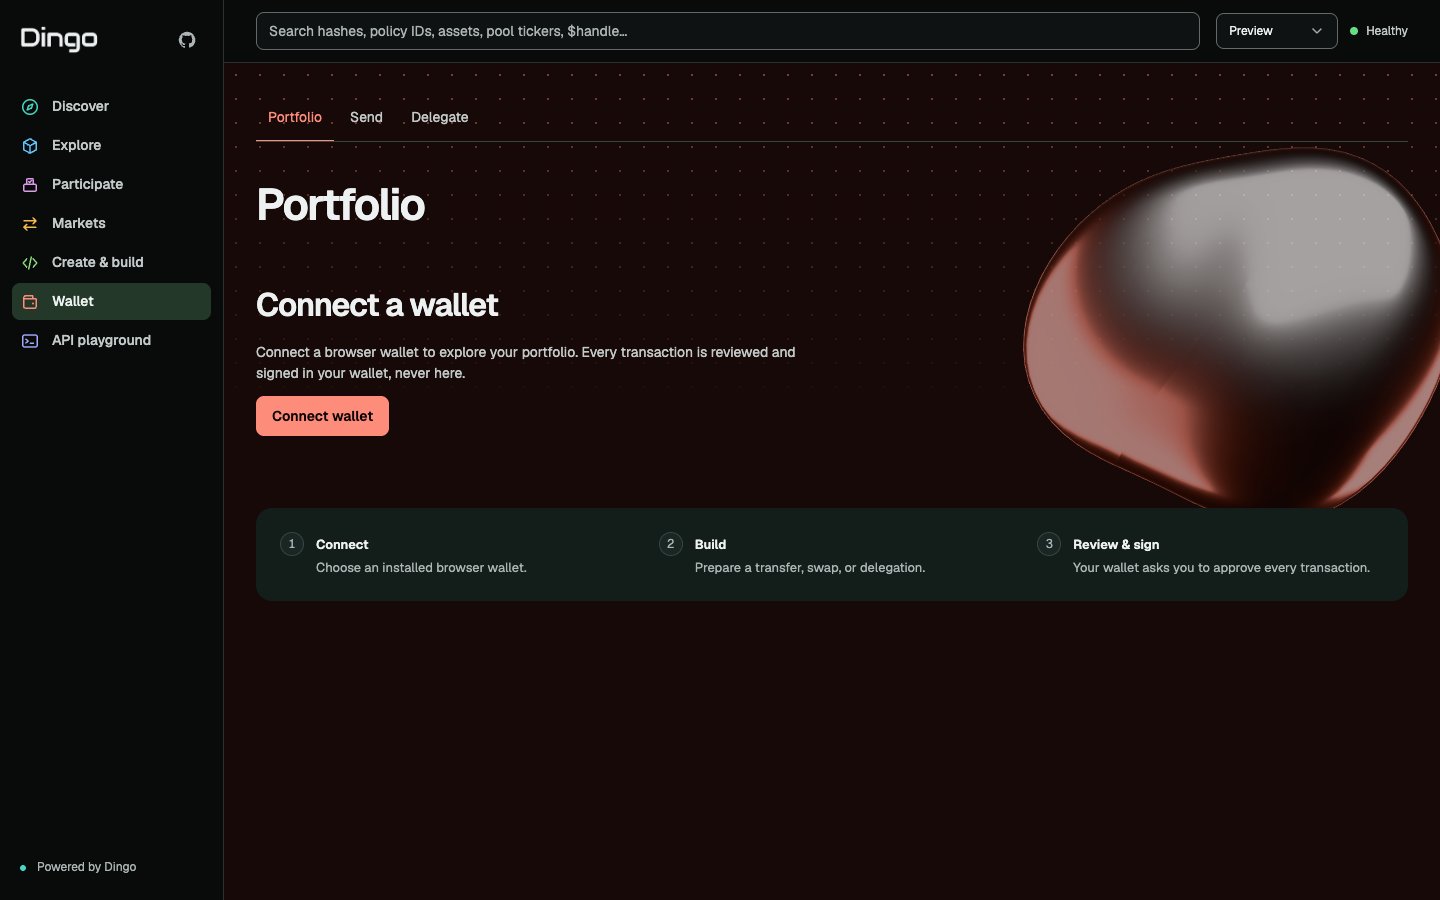 Dingo
Search hashes, policy IDs, assets, pool tickers, $handle...
Preview
Healthy
Discover
Explore
Participate
Markets
Create & build
Wallet
API playground
Portfolio
Send
Delegate
Portfolio
Connect a wallet
Connect a browser wallet to explore your portfolio. Every transaction is reviewed and
signed in your wallet, never here.
Connect wallet
1
Connect
Choose an installed browser wallet.
2
Build
Prepare a transfer, swap, or delegation.
3
Review & sign
Your wallet asks you to approve every transaction.
Powered by Dingo